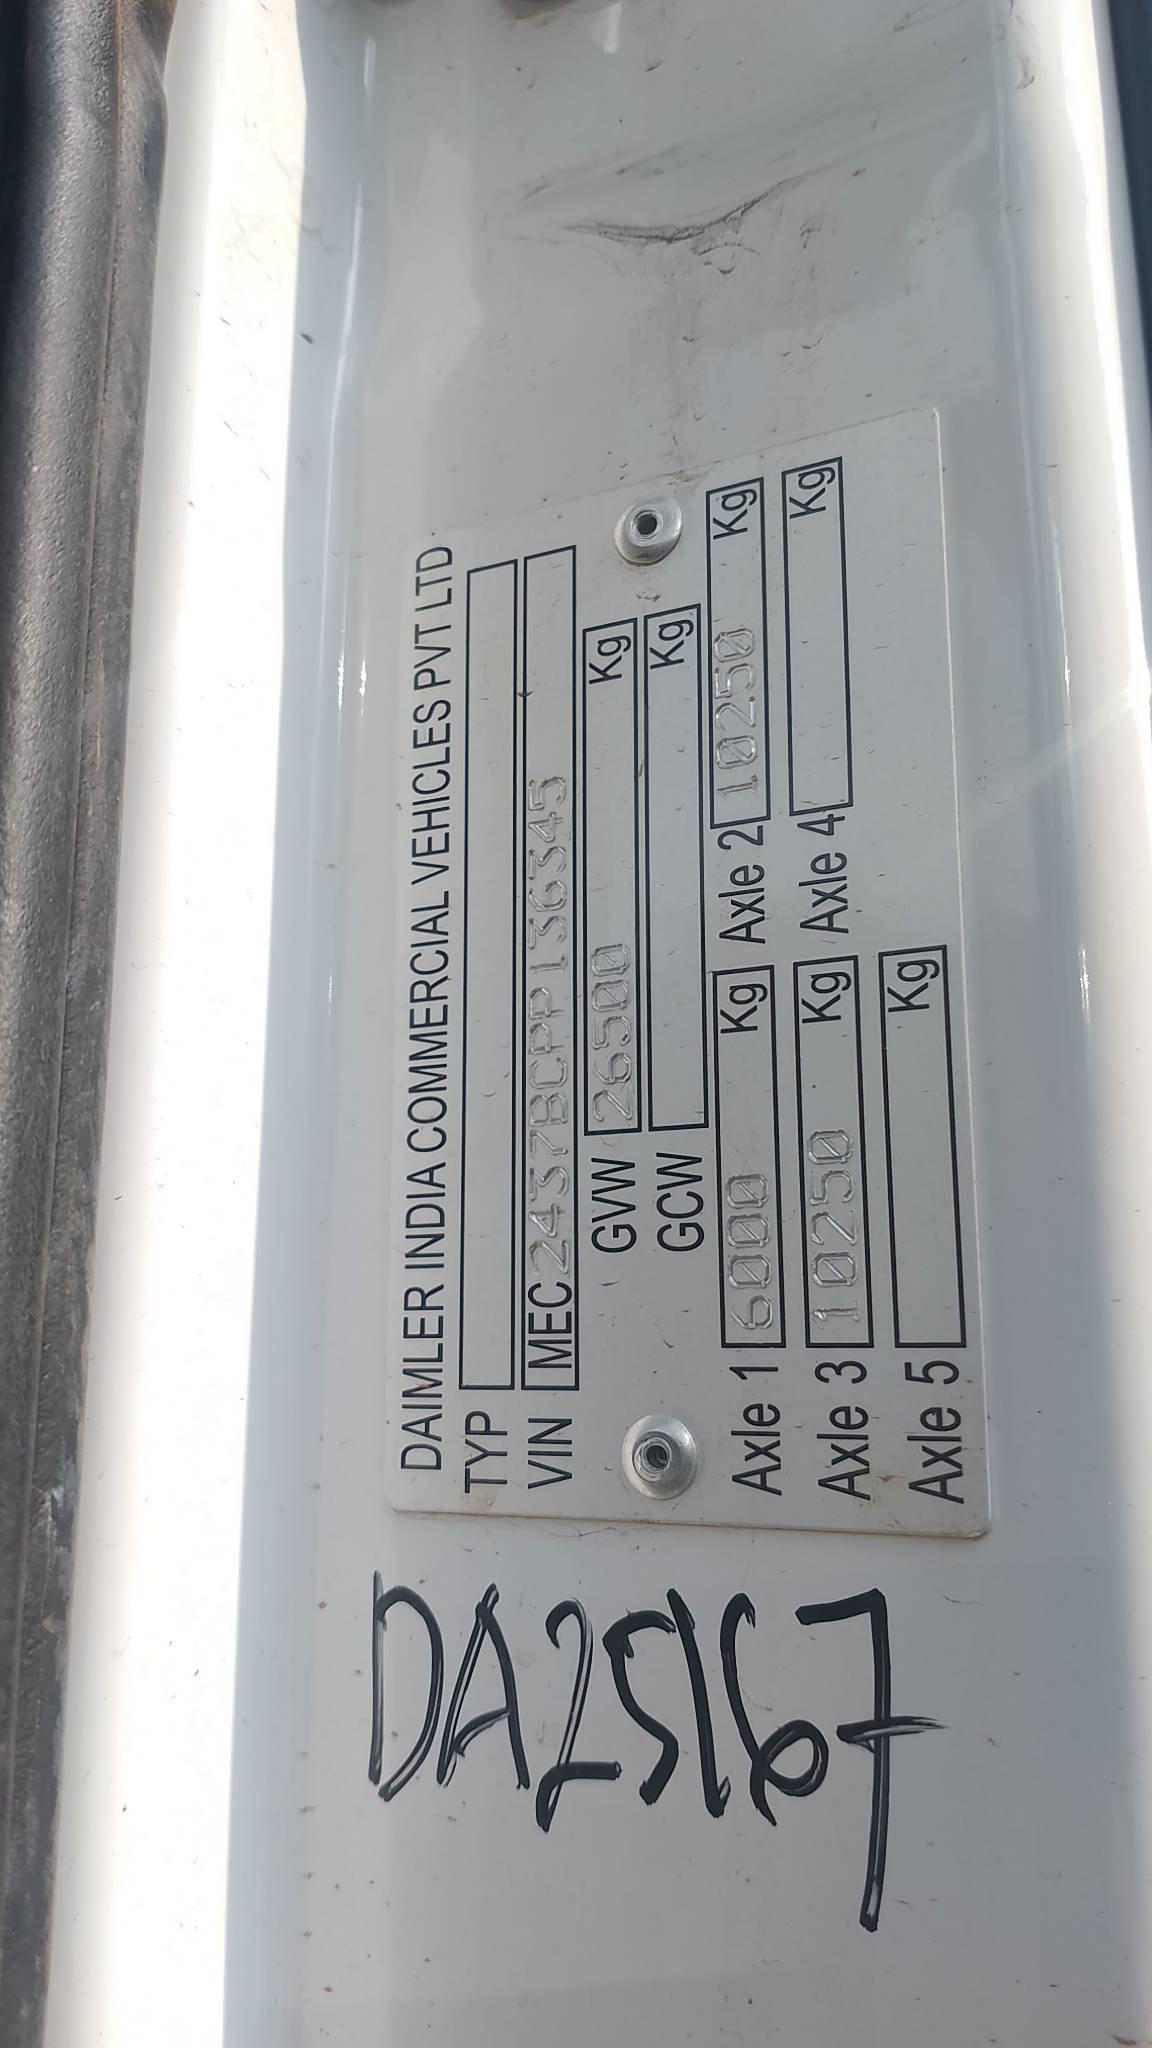 DAIMLER INDIA COMMERCIAL VEHICLES PVT LTD
TYP
VIN MEC2437BCPP136345
GVW 26500 Kg
GCW Kg
Axle 1 6000 Kg Axle 2 10250 Kg
Axle 3 10250 Kg Axle 4 Kg
Axle 5 Kg
DA25167